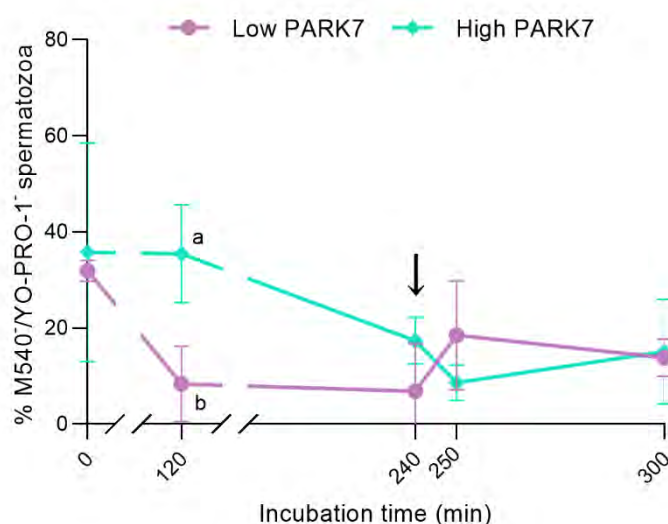 Low PARK7 High PARK7
% M540⁻/YO-PRO-1⁻ spermatozoa
80
60
40
20
0
a
b
0 120 240 250 300
Incubation time (min)